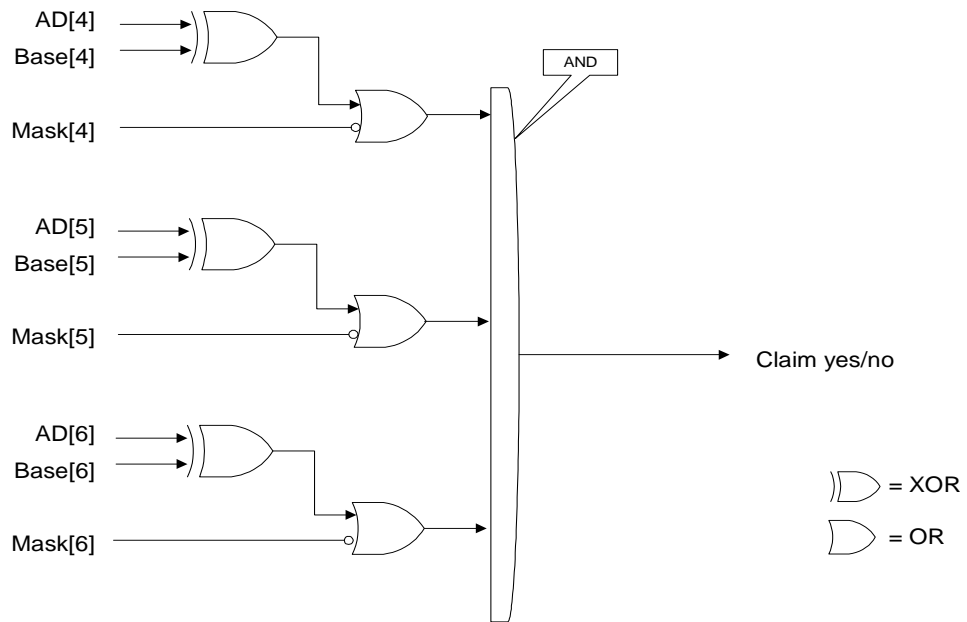 AD[4]
Base[4]
AND
Mask[4]
AD[5]
Base[5]
Mask[5]
Claim yes/no
AD[6]
Base[6]
= XOR
Mask[6]
= OR